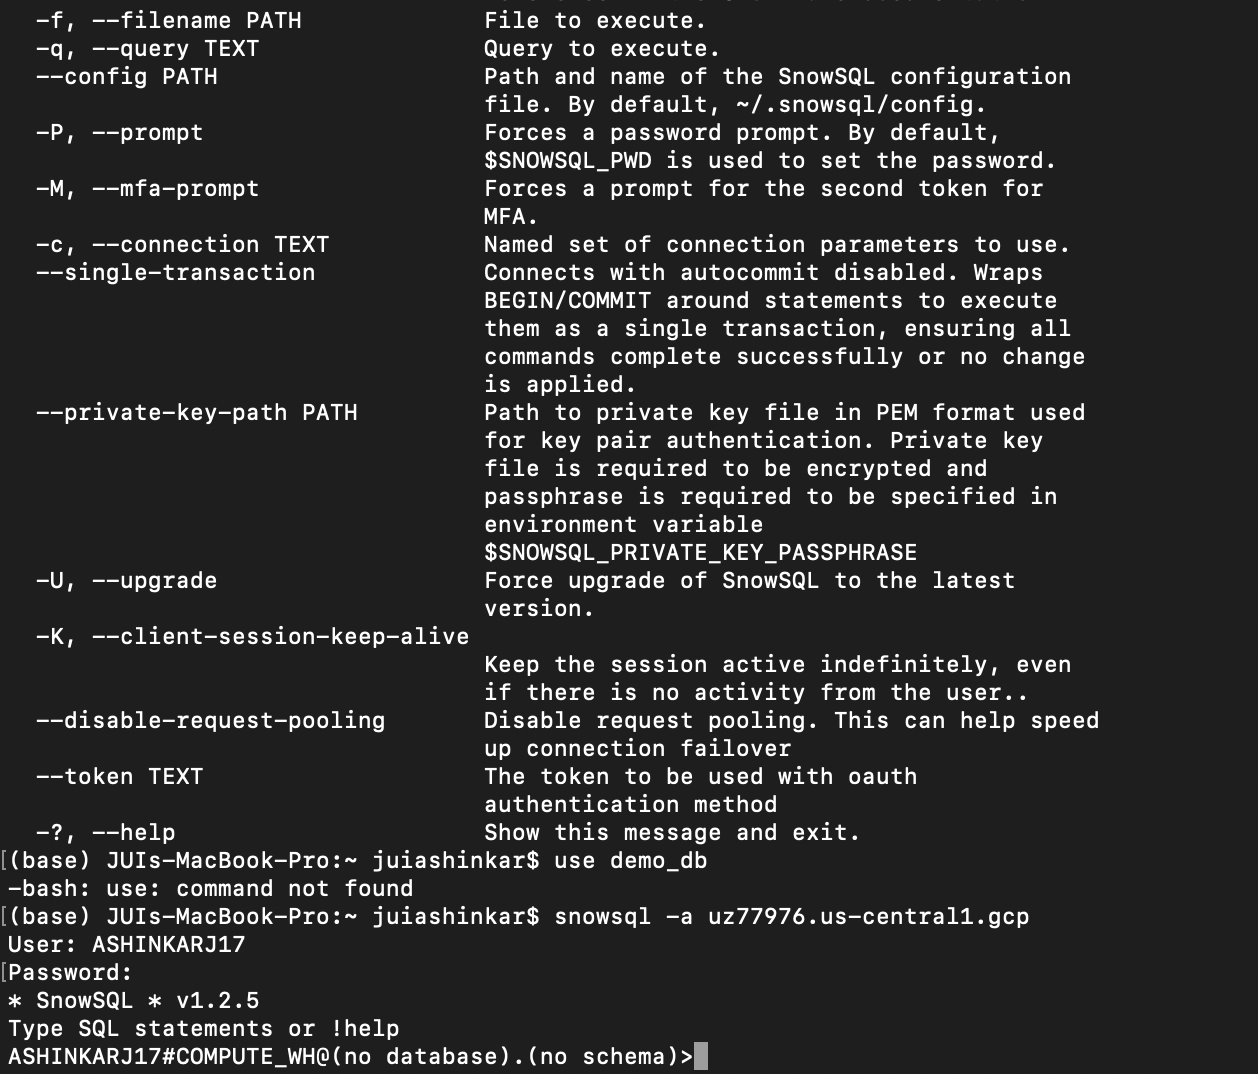 -f, --filename PATH             File to execute.
-q, --query TEXT                Query to execute.
--config PATH                   Path and name of the SnowSQL configuration
file. By default, ~/.snowsql/config.
-P, --prompt                    Forces a password prompt. By default,
$SNOWSQL_PWD is used to set the password.
-M, --mfa-prompt                Forces a prompt for the second token for
MFA.
-c, --connection TEXT           Named set of connection parameters to use.
--single-transaction            Connects with autocommit disabled. Wraps
BEGIN/COMMIT around statements to execute
them as a single transaction, ensuring all
commands complete successfully or no change
is applied.
--private-key-path PATH         Path to private key file in PEM format used
for key pair authentication. Private key
file is required to be encrypted and
passphrase is required to be specified in
environment variable
$SNOWSQL_PRIVATE_KEY_PASSPHRASE
-U, --upgrade                   Force upgrade of SnowSQL to the latest
version.
-K, --client-session-keep-alive
Keep the session active indefinitely, even
if there is no activity from the user..
--disable-request-pooling       Disable request pooling. This can help speed
up connection failover
--token TEXT                    The token to be used with oauth
authentication method
-?, --help                      Show this message and exit.
[(base) JUIs-MacBook-Pro:~ juiashinkar$ use demo_db
-bash: use: command not found
[(base) JUIs-MacBook-Pro:~ juiashinkar$ snowsql -a uz77976.us-central1.gcp
User: ASHINKARJ17
[Password:
* SnowSQL * v1.2.5
Type SQL statements or !help
ASHINKARJ17#COMPUTE_WH@(no database).(no schema)>